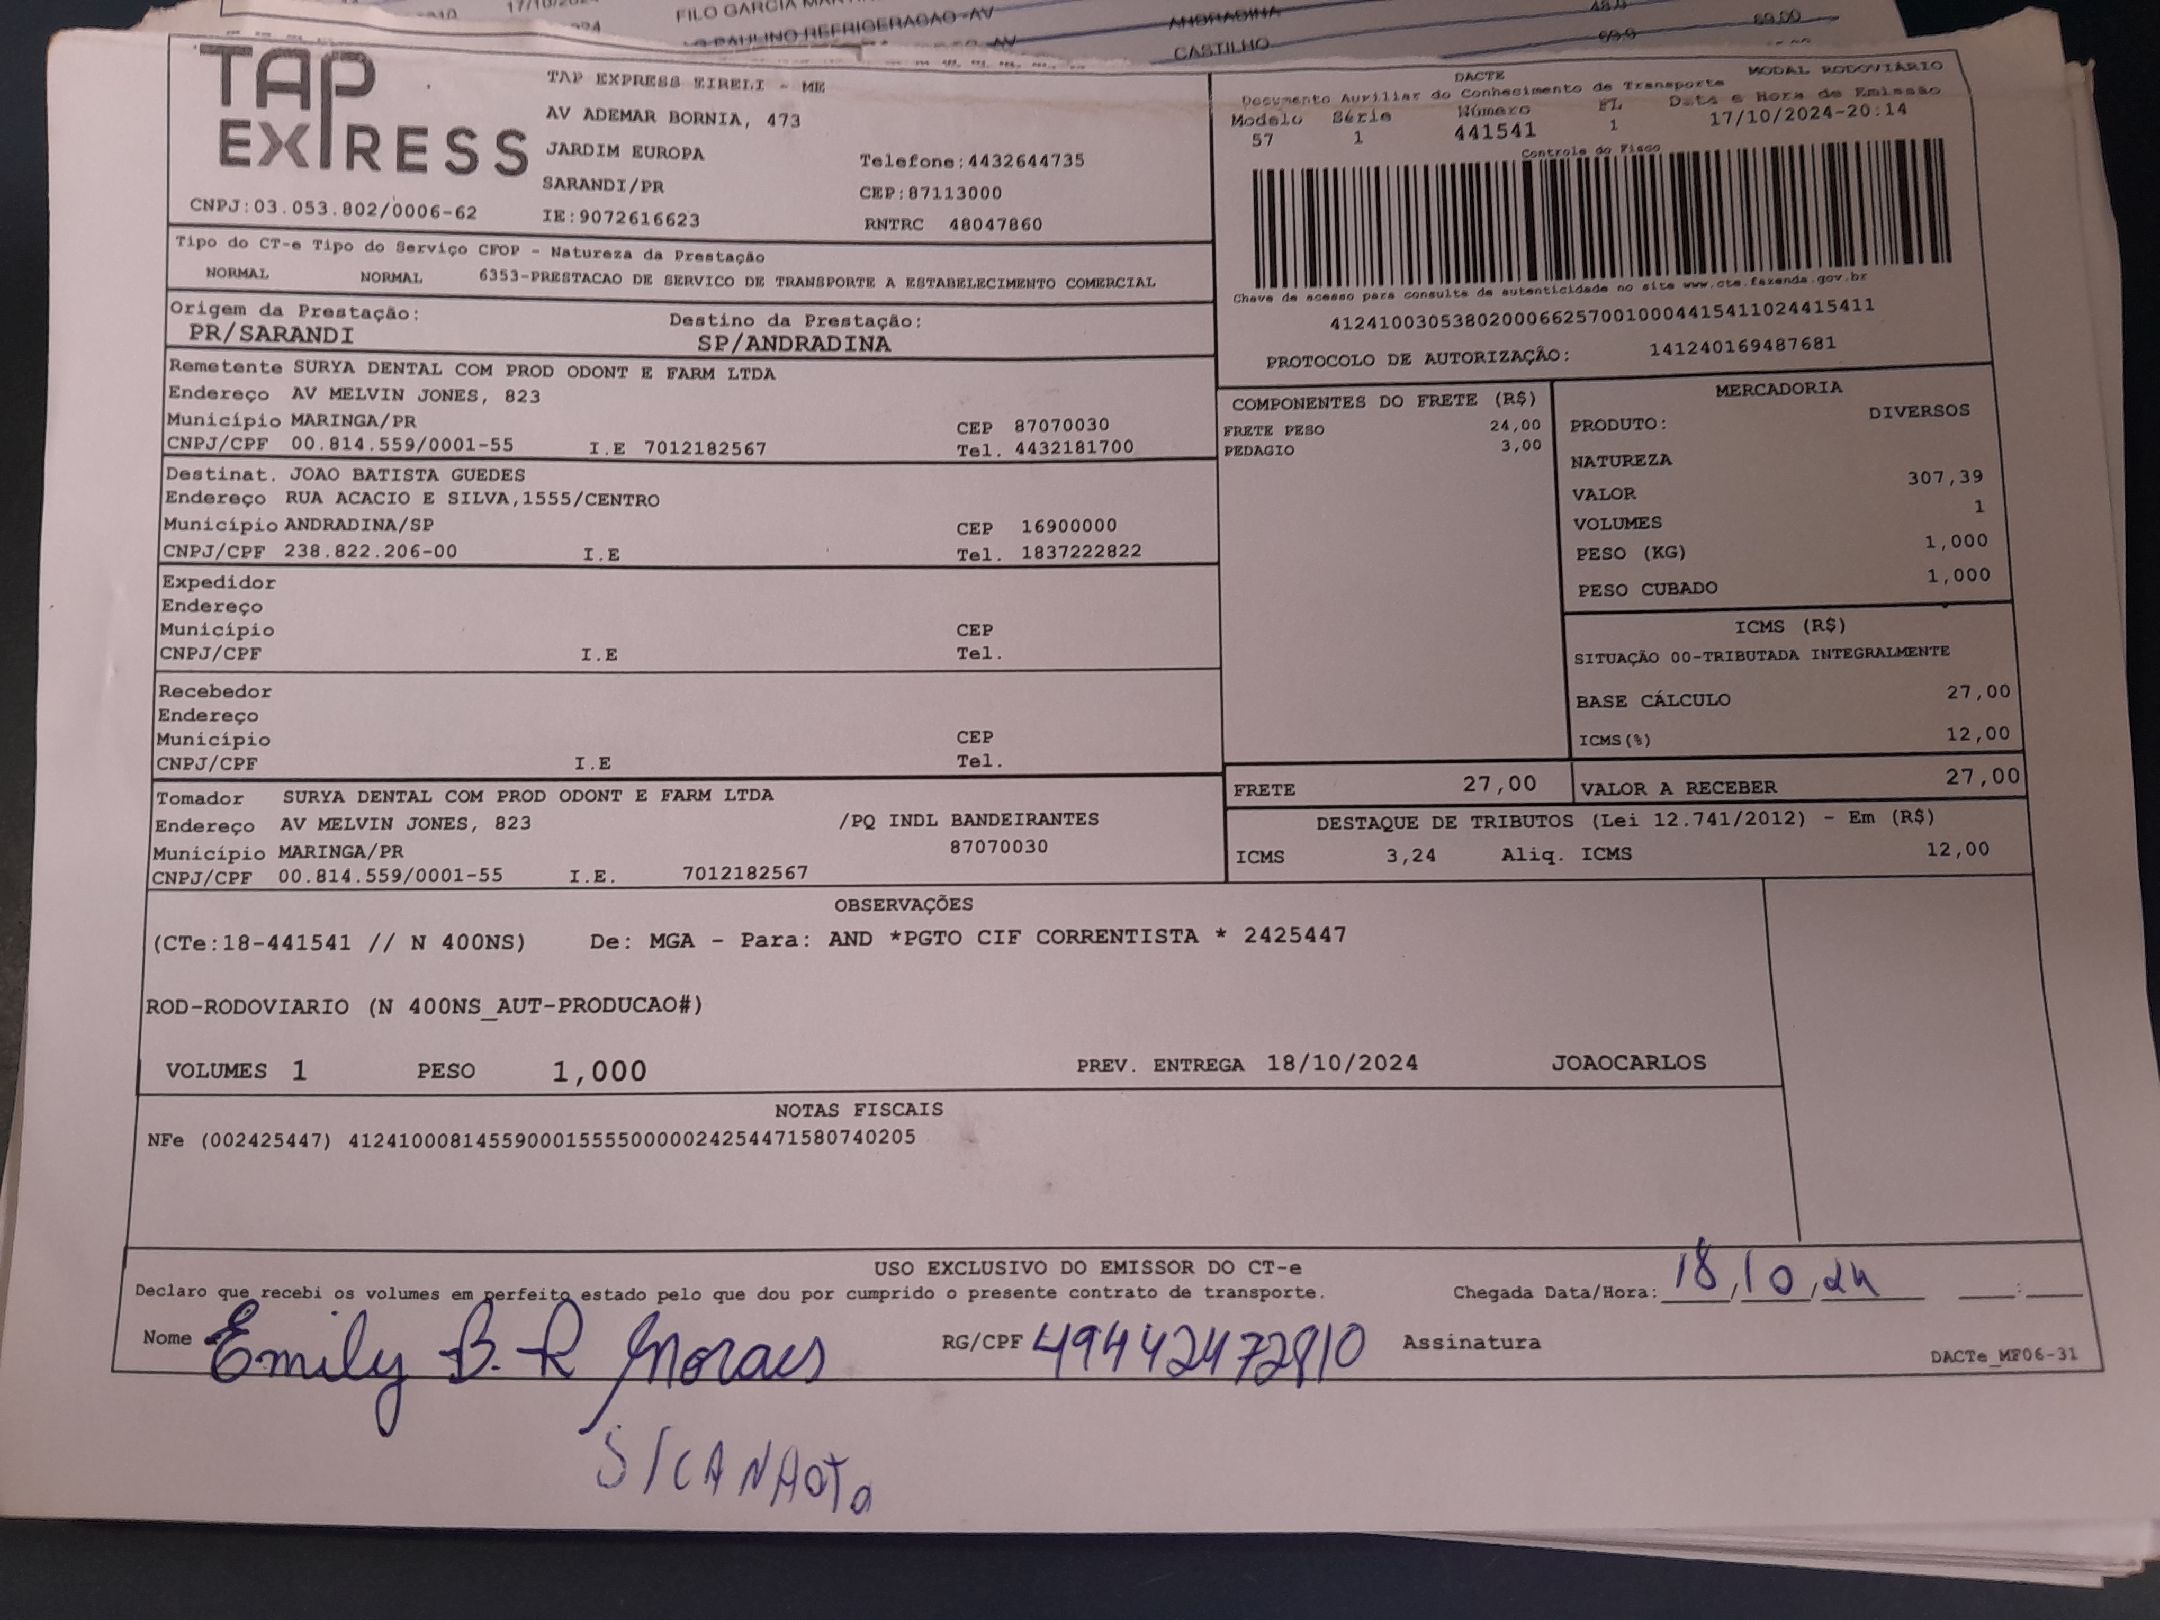 17/10/2024
FILO GARCIA
PAULINO REFRIGERACAO-AV
ANDRADINA
CASTILHO
69,00
TAP EXPRESS
TAP EXPRESS EIRELI - ME
AV ADEMAR BORNIA, 473
JARDIM EUROPA Telefone:4432644735
SARANDI/PR CEP:87113000
CNPJ:03.053.802/0006-62 IE:9072616623 RNTRC 48047860
DACTE MODAL RODOVIÁRIO
Documento Auxiliar do Conhecimento de Transporte
Modelo Série Número FL Data e Hora de Emissão
57 1 441541 1 17/10/2024-20:14
Controle do Fisco
Chave de acesso para consulta de autenticidade no site www.cte.fazenda.gov.br
41241003053802000662570010004415411024415411
PROTOCOLO DE AUTORIZAÇÃO: 141240169487681
Tipo do CT-e Tipo do Serviço CFOP - Natureza da Prestação
NORMAL NORMAL 6353-PRESTACAO DE SERVICO DE TRANSPORTE A ESTABELECIMENTO COMERCIAL
Origem da Prestação: Destino da Prestação:
PR/SARANDI SP/ANDRADINA
Remetente SURYA DENTAL COM PROD ODONT E FARM LTDA
Endereço AV MELVIN JONES, 823
Município MARINGA/PR CEP 87070030
CNPJ/CPF 00.814.559/0001-55 I.E 7012182567 Tel. 4432181700
Destinat. JOAO BATISTA GUEDES
Endereço RUA ACACIO E SILVA,1555/CENTRO
Município ANDRADINA/SP CEP 16900000
CNPJ/CPF 238.822.206-00 I.E Tel. 1837222822
Expedidor
Endereço
Município CEP
CNPJ/CPF I.E Tel.
Recebedor
Endereço
Município CEP
CNPJ/CPF I.E Tel.
Tomador SURYA DENTAL COM PROD ODONT E FARM LTDA
Endereço AV MELVIN JONES, 823 /PQ INDL BANDEIRANTES
Município MARINGA/PR 87070030
CNPJ/CPF 00.814.559/0001-55 I.E. 7012182567
COMPONENTES DO FRETE (R$)
FRETE PESO 24,00
PEDAGIO 3,00
MERCADORIA
PRODUTO: DIVERSOS
NATUREZA
VALOR 307,39
VOLUMES 1
PESO (KG) 1,000
PESO CUBADO 1,000
ICMS (R$)
SITUAÇÃO 00-TRIBUTADA INTEGRALMENTE
BASE CÁLCULO 27,00
ICMS(%) 12,00
FRETE 27,00 VALOR A RECEBER 27,00
DESTAQUE DE TRIBUTOS (Lei 12.741/2012) - Em (R$)
ICMS 3,24 Aliq. ICMS 12,00
OBSERVAÇÕES
(CTe:18-441541 // N 400NS) De: MGA - Para: AND *PGTO CIF CORRENTISTA * 2425447
ROD-RODOVIARIO (N 400NS_AUT-PRODUCAO#)
VOLUMES 1 PESO 1,000 PREV. ENTREGA 18/10/2024 JOAOCARLOS
NOTAS FISCAIS
NFe (002425447) 41241000814559000155550000024254471580740205
USO EXCLUSIVO DO EMISSOR DO CT-e
Declaro que recebi os volumes em perfeito estado pelo que dou por cumprido o presente contrato de transporte. Chegada Data/Hora: 18/10/24 :
Nome Emily B. R Moraes RG/CPF Assinatura
DACTe_MF06-31